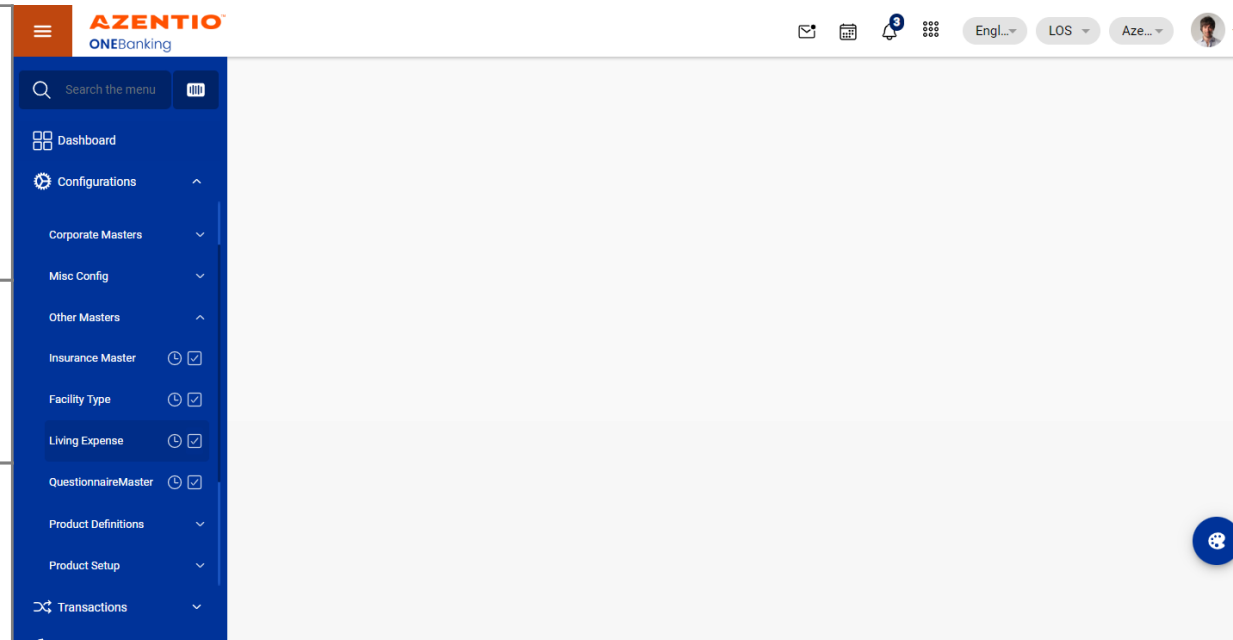 AZENTIO
ONEBanking
3
Engl...
LOS
Aze...
Search the menu
Dashboard
Configurations
Corporate Masters
Misc Config
Other Masters
Insurance Master
Facility Type
Living Expense
QuestionnaireMaster
Product Definitions
Product Setup
Transactions